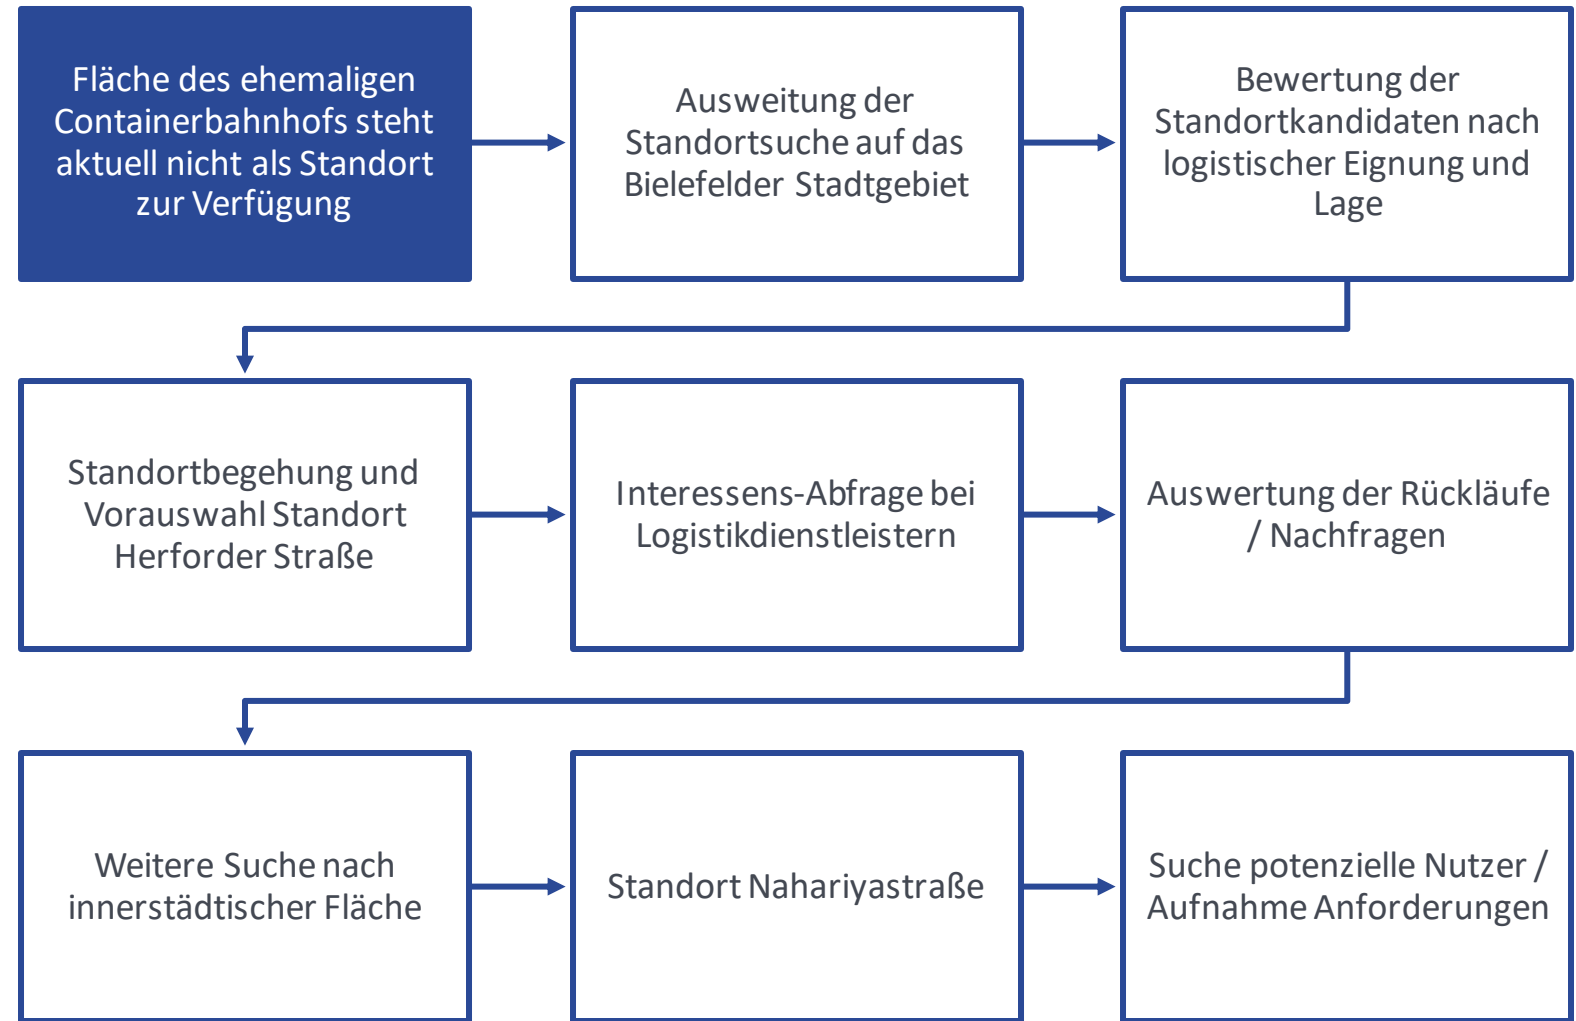 Fläche des ehemaligen
Containerbahnhofs steht
aktuell nicht als Standort
zur Verfügung
Ausweitung der
Standortsuche auf das
Bielefelder Stadtgebiet
Bewertung der
Standortkandidaten nach
logistischer Eignung und
Lage
Standortbegehung und
Vorauswahl Standort
Herforder Straße
Interessens-Abfrage bei
Logistikdienstleistern
Auswertung der Rückläufe
/ Nachfragen
Weitere Suche nach
innerstädtischer Fläche
Standort Nahariyastraße
Suche potenzielle Nutzer /
Aufnahme Anforderungen